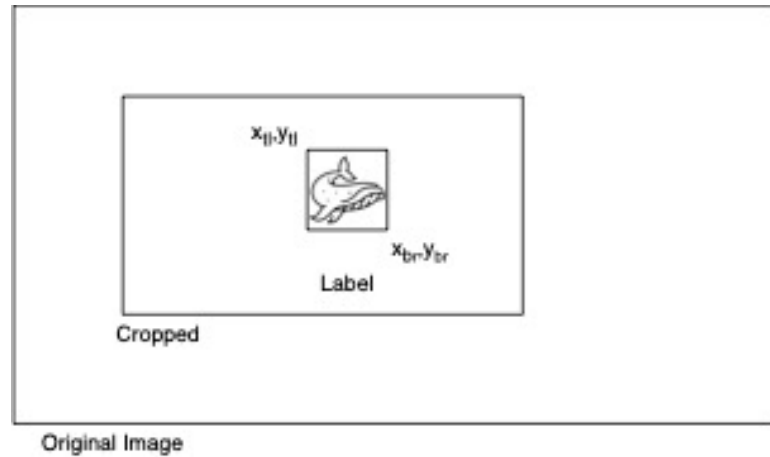 x_tl,y_tl
x_br,y_br
Label
Cropped
Original Image